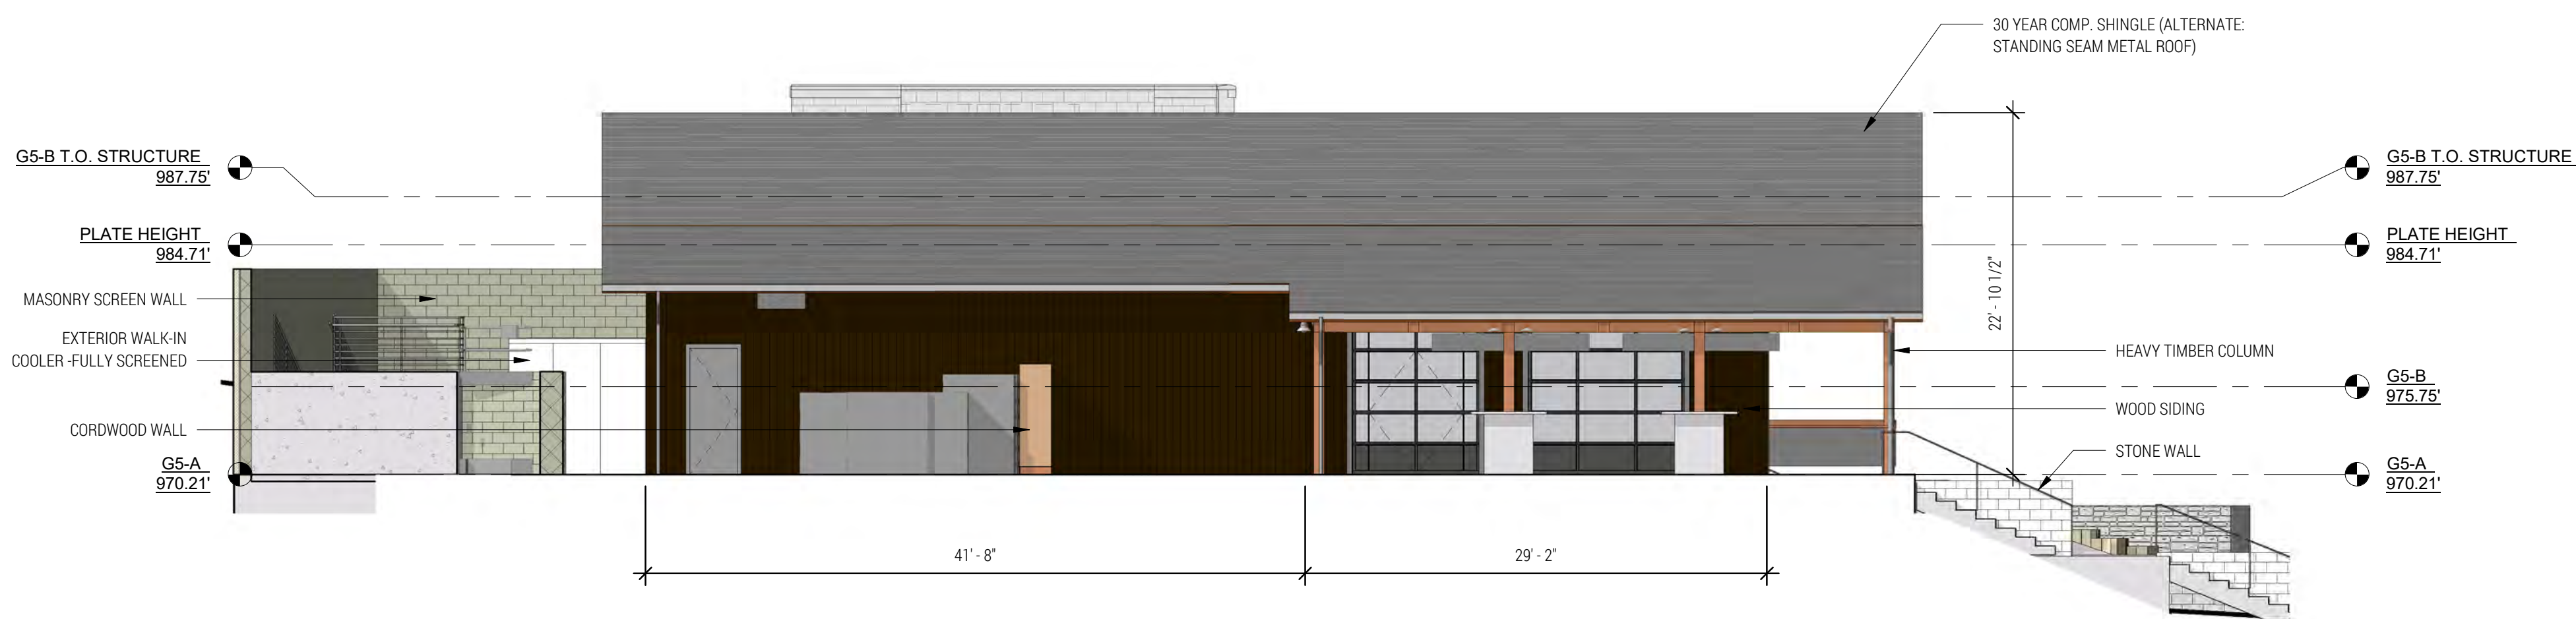 30 YEAR COMP. SHINGLE (ALTERNATE:
STANDING SEAM METAL ROOF)
G5-B T.O. STRUCTURE
987.75'
G5-B T.O. STRUCTURE
987.75'
PLATE HEIGHT
984.71'
PLATE HEIGHT
984.71'
MASONRY SCREEN WALL
22' - 10 1/2"
EXTERIOR WALK-IN
COOLER -FULLY SCREENED
HEAVY TIMBER COLUMN
G5-B
975.75'
WOOD SIDING
CORDWOOD WALL
STONE WALL
G5-A
970.21'
G5-A
970.21'
41' - 8"
29' - 2"